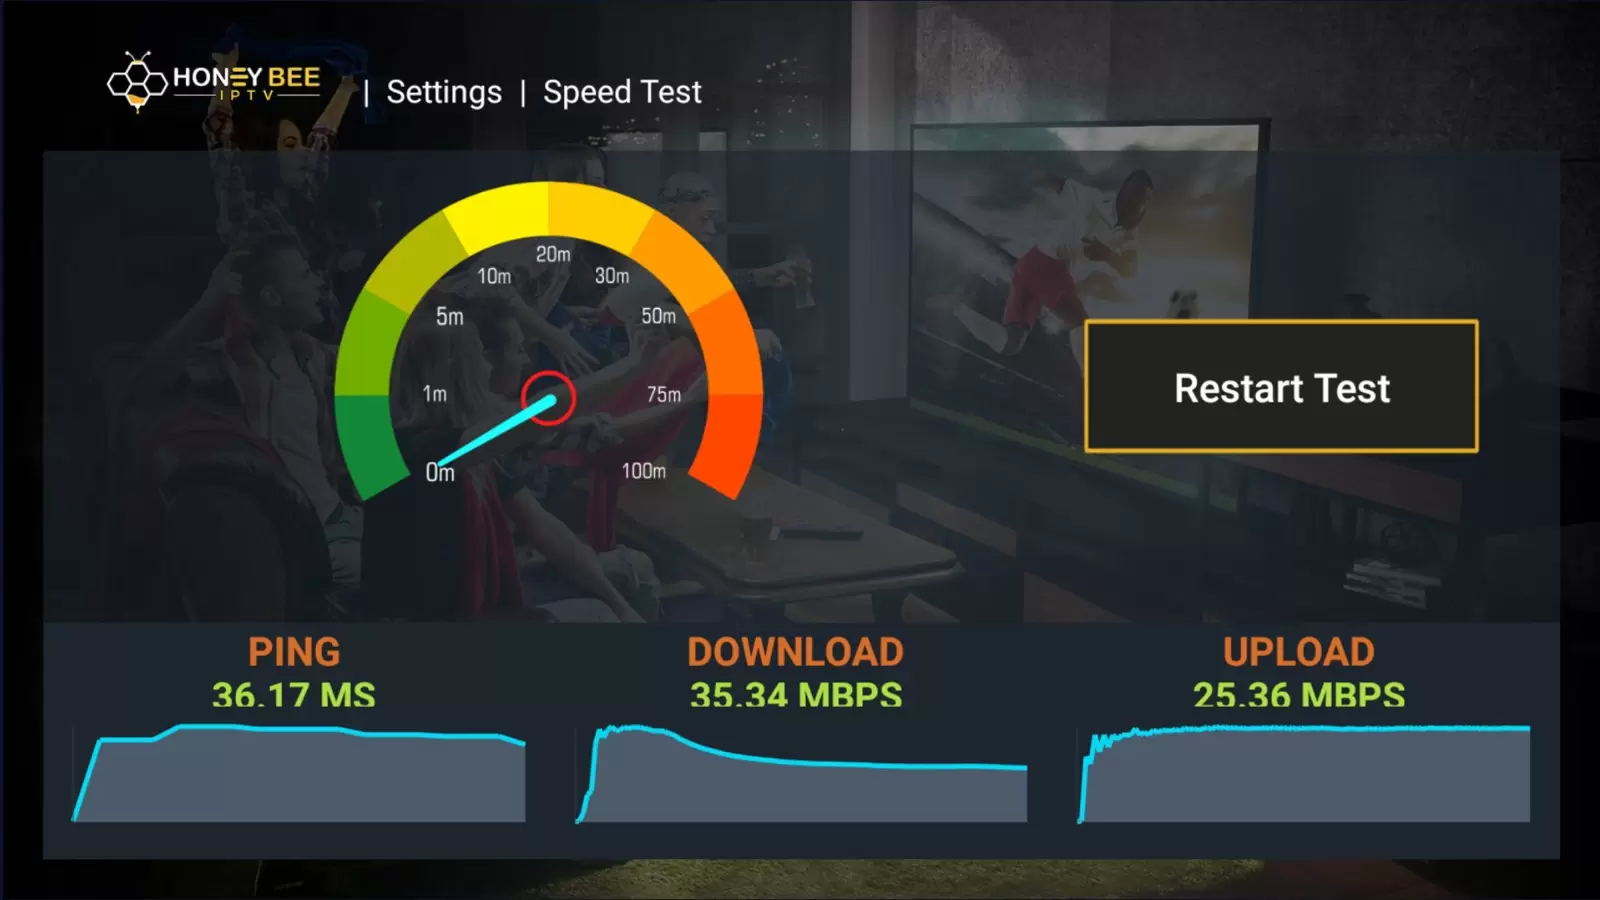 HONEY BEE
IPTV
| Settings | Speed Test
20m
10m
30m
5m
50m
1m
75m
0m
100m
Restart Test
PING
36.17 MS
DOWNLOAD
35.34 MBPS
UPLOAD
25.36 MBPS